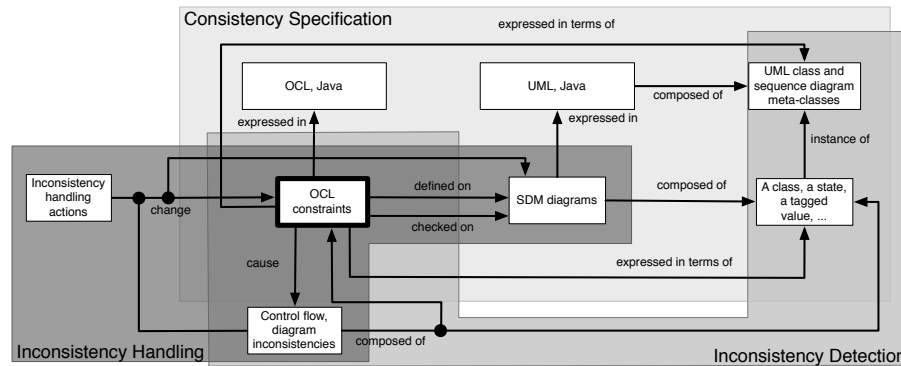 Consistency Specification
expressed in terms of
OCL, Java
UML, Java
UML class and
sequence diagram
meta-classes
composed of
expressed in
expressed in
instance of
Inconsistency
handling
actions
change
OCL
constraints
defined on
checked on
SDM diagrams
composed of
A class, a state,
a tagged
value, ...
cause
expressed in terms of
Control flow,
diagram
inconsistencies
composed of
Inconsistency Handling
Inconsistency Detection